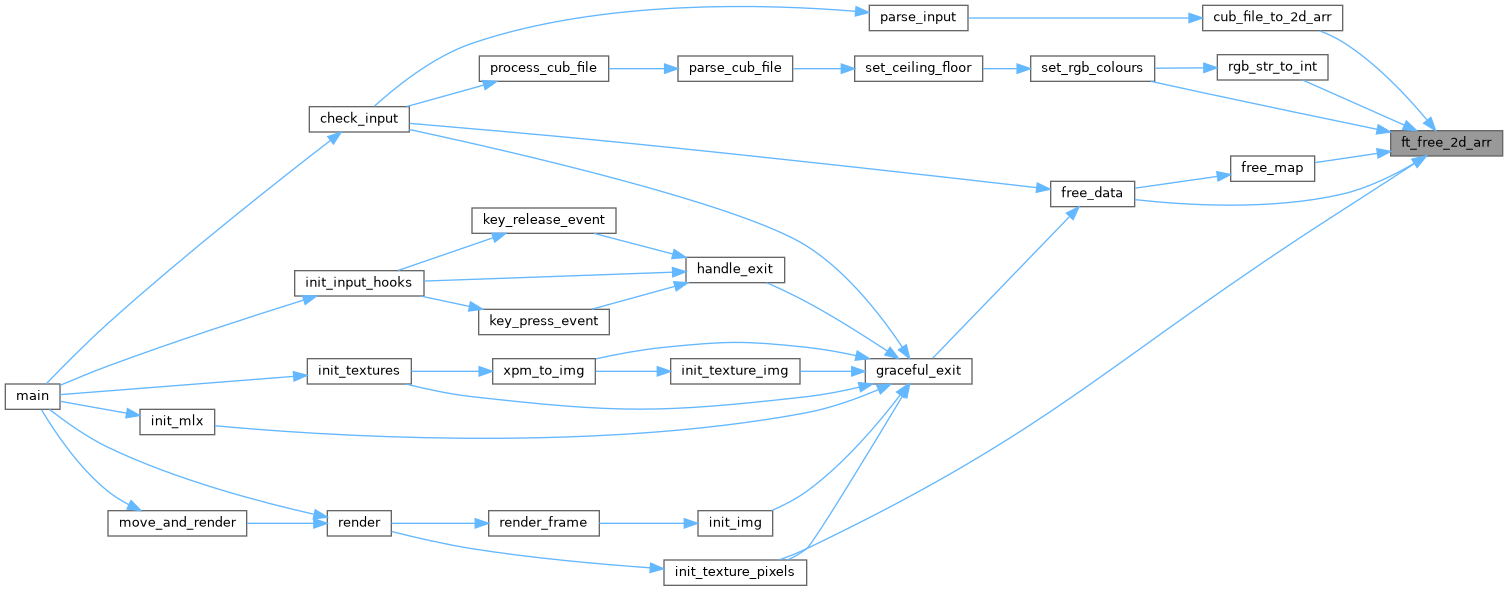 parse_input
cub_file_to_2d_arr
process_cub_file
parse_cub_file
set_ceiling_floor
set_rgb_colours
rgb_str_to_int
check_input
ft_free_2d_arr
free_map
free_data
key_release_event
handle_exit
init_input_hooks
key_press_event
init_textures
xpm_to_img
init_texture_img
graceful_exit
main
init_mlx
move_and_render
render
render_frame
init_img
init_texture_pixels